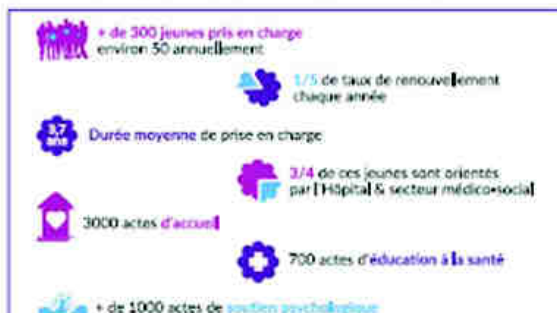 + de 300 jeunes pris en charge
environ 50 annuellement
1/5 de taux de renouvellement
chaque année
3,7
ans
Durée moyenne de prise en charge
3/4 de ces jeunes sont orientés
par l'Hôpital & secteur médico-social
3000 actes d'accueil
700 actes d'éducation à la santé
+ de 1000 actes de soutien psychologique